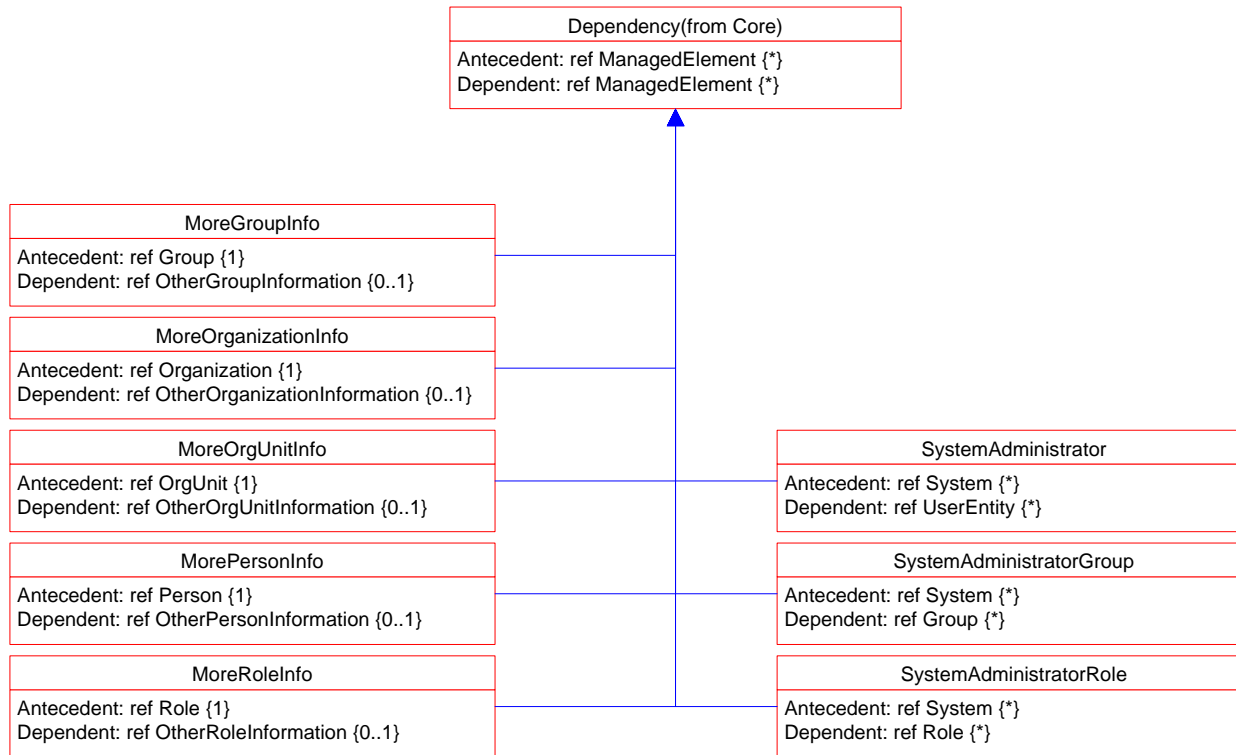 Dependency(from Core)
Antecedent: ref ManagedElement {*}
Dependent: ref ManagedElement {*}
MoreGroupInfo
Antecedent: ref Group {1}
Dependent: ref OtherGroupInformation {0..1}
MoreOrganizationInfo
Antecedent: ref Organization {1}
Dependent: ref OtherOrganizationInformation {0..1}
MoreOrgUnitInfo
Antecedent: ref OrgUnit {1}
Dependent: ref OtherOrgUnitInformation {0..1}
MorePersonInfo
Antecedent: ref Person {1}
Dependent: ref OtherPersonInformation {0..1}
MoreRoleInfo
Antecedent: ref Role {1}
Dependent: ref OtherRoleInformation {0..1}
SystemAdministrator
Antecedent: ref System {*}
Dependent: ref UserEntity {*}
SystemAdministratorGroup
Antecedent: ref System {*}
Dependent: ref Group {*}
SystemAdministratorRole
Antecedent: ref System {*}
Dependent: ref Role {*}